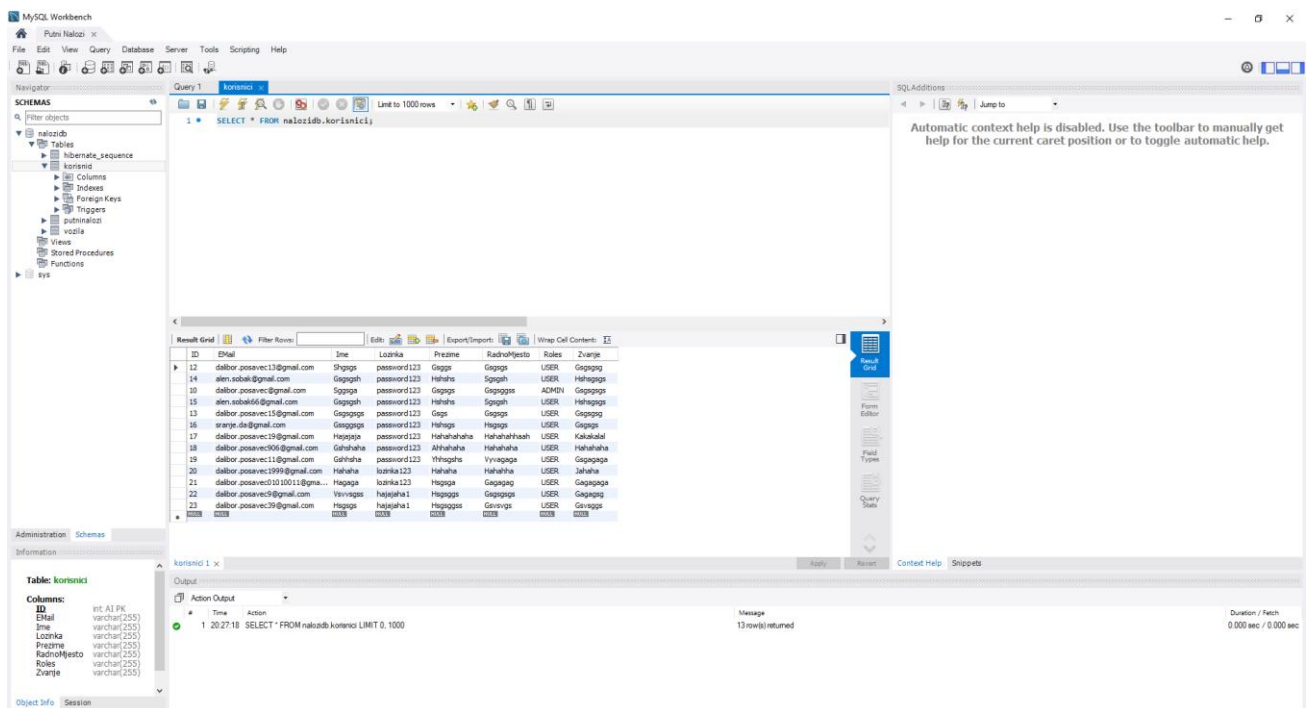 MySQL Workbench
Putni Nalozi
File Edit View Query Database Server Tools Scripting Help
Navigator
SCHEMAS
Filter objects
nalozidb
Tables
hibernate_sequence
korisnici
Columns
Indexes
Foreign Keys
Triggers
putninalozi
vozila
Views
Stored Procedures
Functions
sys
Administration Schemas
Information
Table: korisnici
Columns:
ID int AI PK
EMail varchar(255)
Ime varchar(255)
Lozinka varchar(255)
Prezime varchar(255)
RadnoMjesto varchar(255)
Roles varchar(255)
Zvanje varchar(255)
Object Info Session
Query 1 korisnici
Limit to 1000 rows
1 SELECT * FROM nalozidb.korisnici;
Result Grid Filter Rows: Edit: Export/Import: Wrap Cell Content:
ID EMail Ime Lozinka Prezime RadnoMjesto Roles Zvanje
12 dalibor.posavec13@gmail.com Shgsgs password123 Gsggs Gsgsgs USER Gsgsgsg
14 alen.sobak@gmail.com Gsgsgsh password123 Hshshs Sgsgsh USER Hshsgsgs
10 dalibor.posavec@gmail.com Sggsga password123 Gsgsgs Gsgsggss ADMIN Gsgsgsgs
15 alen.sobak66@gmail.com Gsgsgsh password123 Hshshs Sgsgsh USER Hshsgsgs
13 dalibor.posavec15@gmail.com Gsgsgsgs password123 Gsgs Gsgsgs USER Gsgsgsg
16 sranje.da@gmail.com Gssggsgs password123 Hshsgs Hsgsgs USER Gsgsgs
17 dalibor.posavec19@gmail.com Hajajaja password123 Hahahahaha Hahahahhaah USER Kakakalal
18 dalibor.posavec906@gmail.com Gshshaha password123 Ahhahaha Hahahaha USER Hahahaha
19 dalibor.posavec11@gmail.com Gshhsha password123 Yhhsgshs Vyvagaga USER Gsgagaga
20 dalibor.posavec1999@gmail.com Hahaha lozinka123 Hahaha Hahahha USER Jahaha
21 dalibor.posavec01010011@gma... Hagaga lozinka123 Hsgsga Gagagag USER Gagagaga
22 dalibor.posavec9@gmail.com Vsvvsgss hajajaha1 Hsgsggs Gsgsgsgs USER Gagagsg
23 dalibor.posavec39@gmail.com Hsgsgs hajajaha1 Hsgsggss Gsvsvgs USER Gsvsggs
NULL NULL NULL NULL NULL NULL NULL NULL
Result Grid
Form Editor
Field Types
Query Stats
korisnici 1 Apply Revert
Output
Action Output
# Time Action Message Duration / Fetch
1 20:27:18 SELECT * FROM nalozidb.korisnici LIMIT 0, 1000 13 row(s) returned 0.000 sec / 0.000 sec
SQLAdditions
Jump to
Automatic context help is disabled. Use the toolbar to manually get
help for the current caret position or to toggle automatic help.
Context Help Snippets